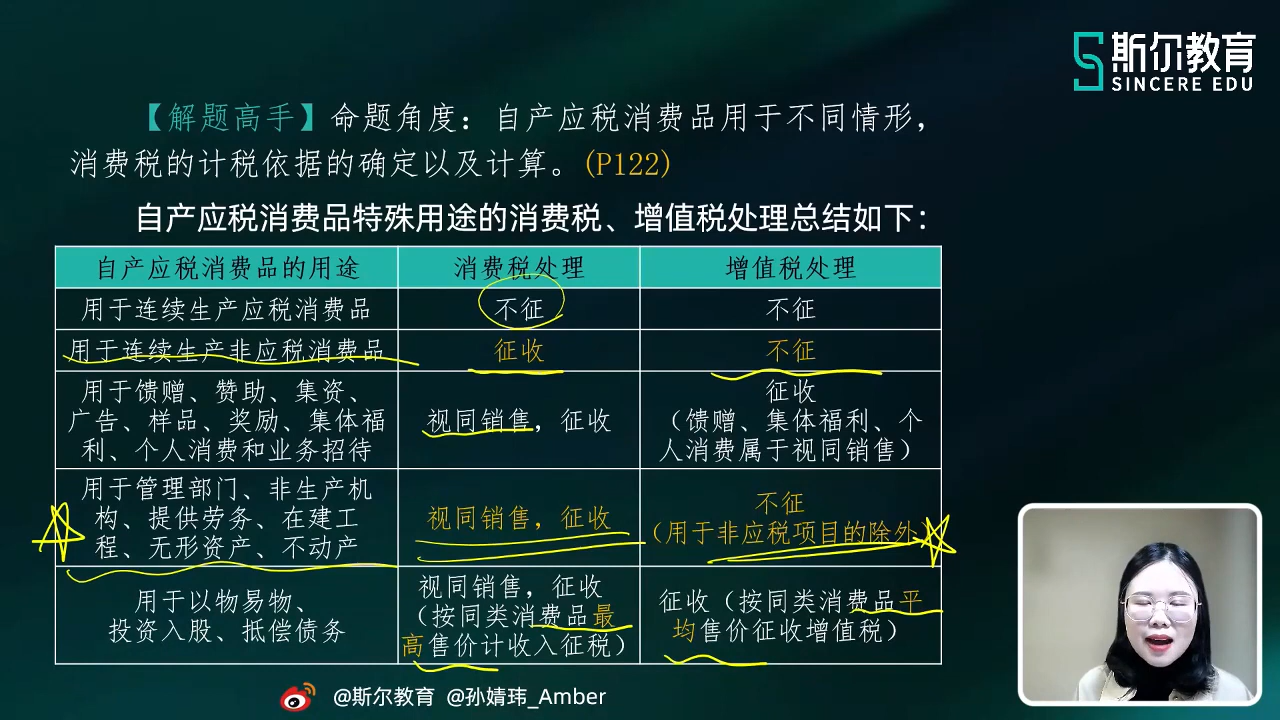 斯尔教育
SINCERE EDU
【解题高手】命题角度：自产应税消费品用于不同情形，
消费税的计税依据的确定以及计算。(P122)
自产应税消费品特殊用途的消费税、增值税处理总结如下：
自产应税消费品的用途 消费税处理 增值税处理
用于连续生产应税消费品 不征 不征
用于连续生产非应税消费品 征收 不征
用于馈赠、赞助、集资、
广告、样品、奖励、集体福
利、个人消费和业务招待
视同销售，征收
征收
（馈赠、集体福利、个
人消费属于视同销售）
用于管理部门、非生产机
构、提供劳务、在建工
程、无形资产、不动产
视同销售，征收
不征
（用于非应税项目的除外）
用于以物易物、
投资入股、抵偿债务
视同销售，征收
（按同类消费品最
高售价计收入征税）
征收（按同类消费品平
均售价征收增值税）
@斯尔教育 @孙婧玮_Amber